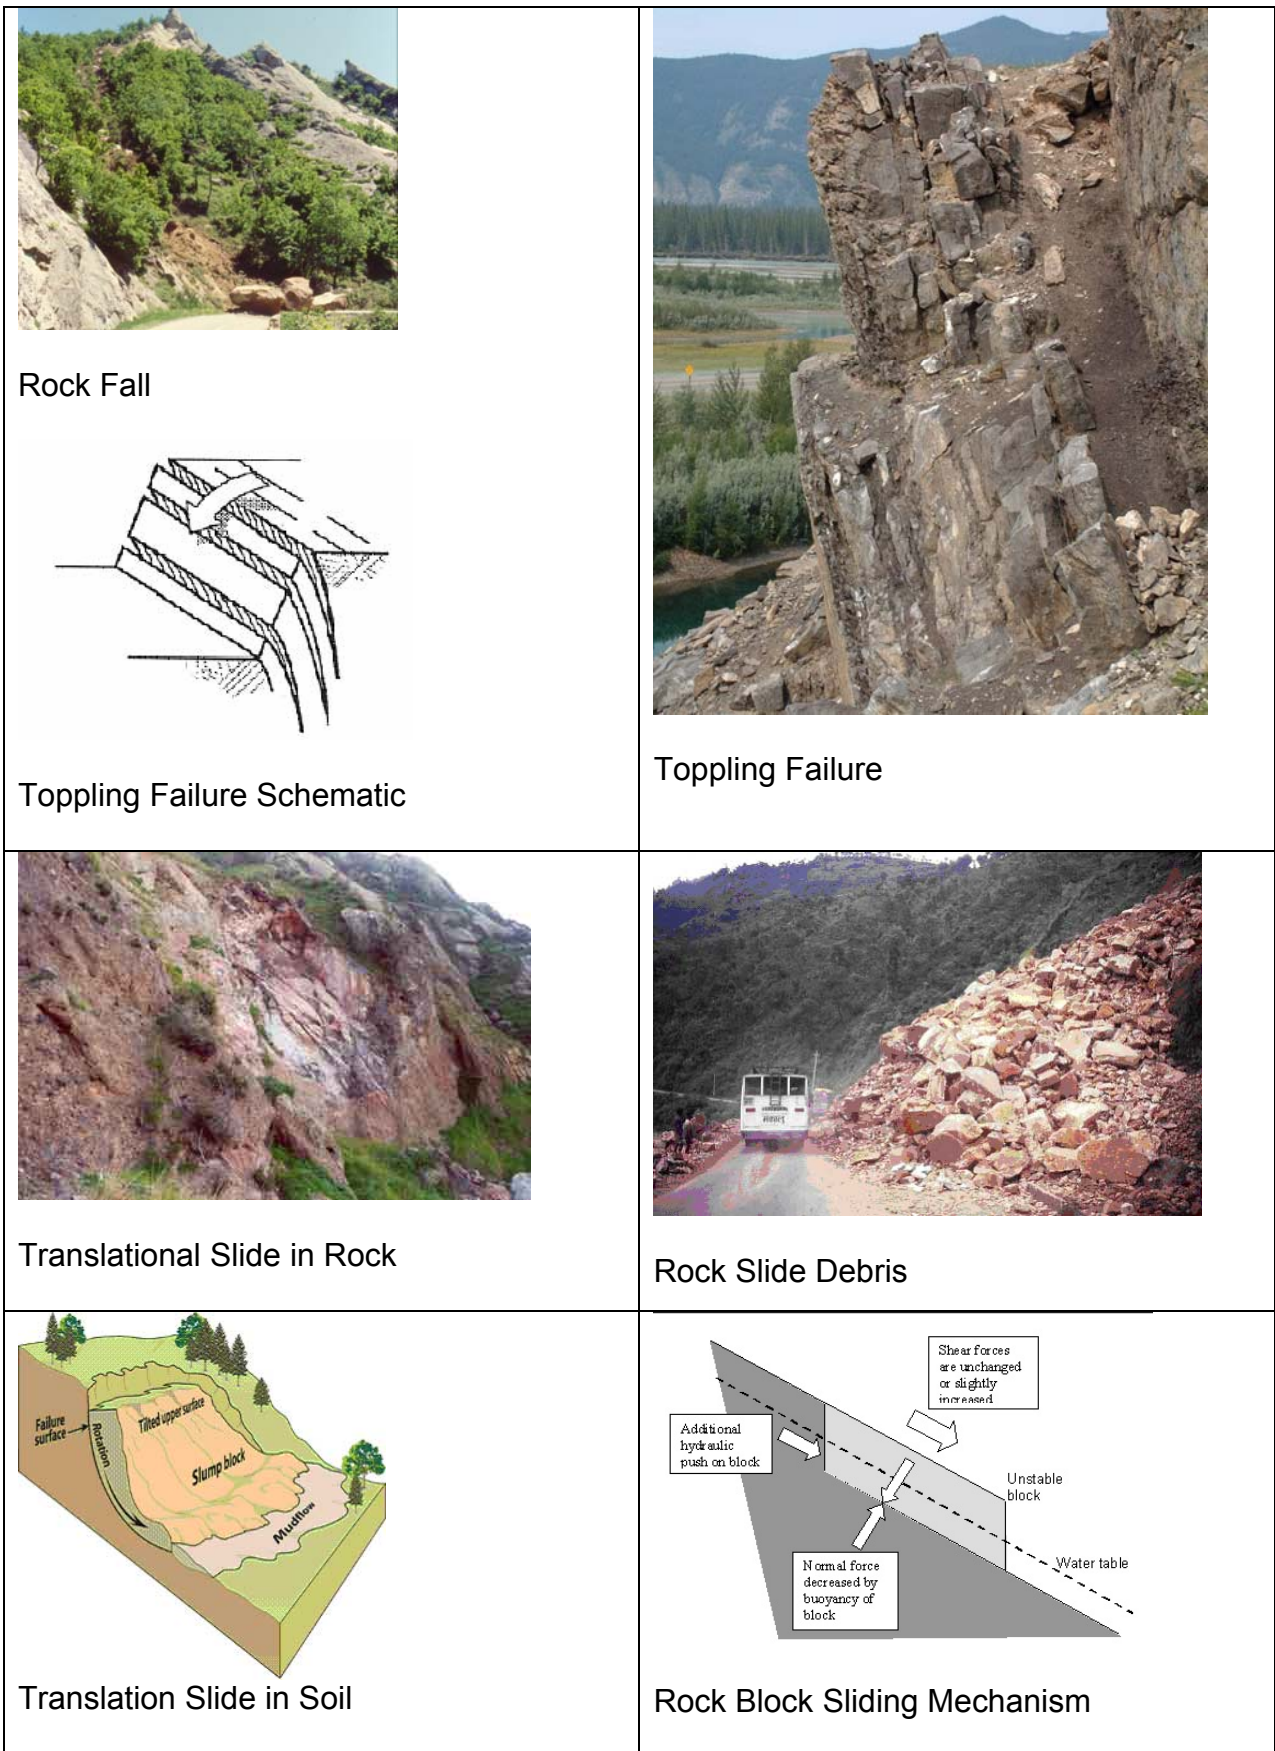 Rock Fall
Toppling Failure Schematic
Toppling Failure
Translational Slide in Rock
Rock Slide Debris
Failure
surface
Rotation
Tilted upper surface
Slump block
Mudflow
Translation Slide in Soil
Shear forces
are unchanged
or slightly
increased
Additional
hydraulic
push on block
Unstable
block
Water table
Normal force
decreased by
buoyancy of
block
Rock Block Sliding Mechanism